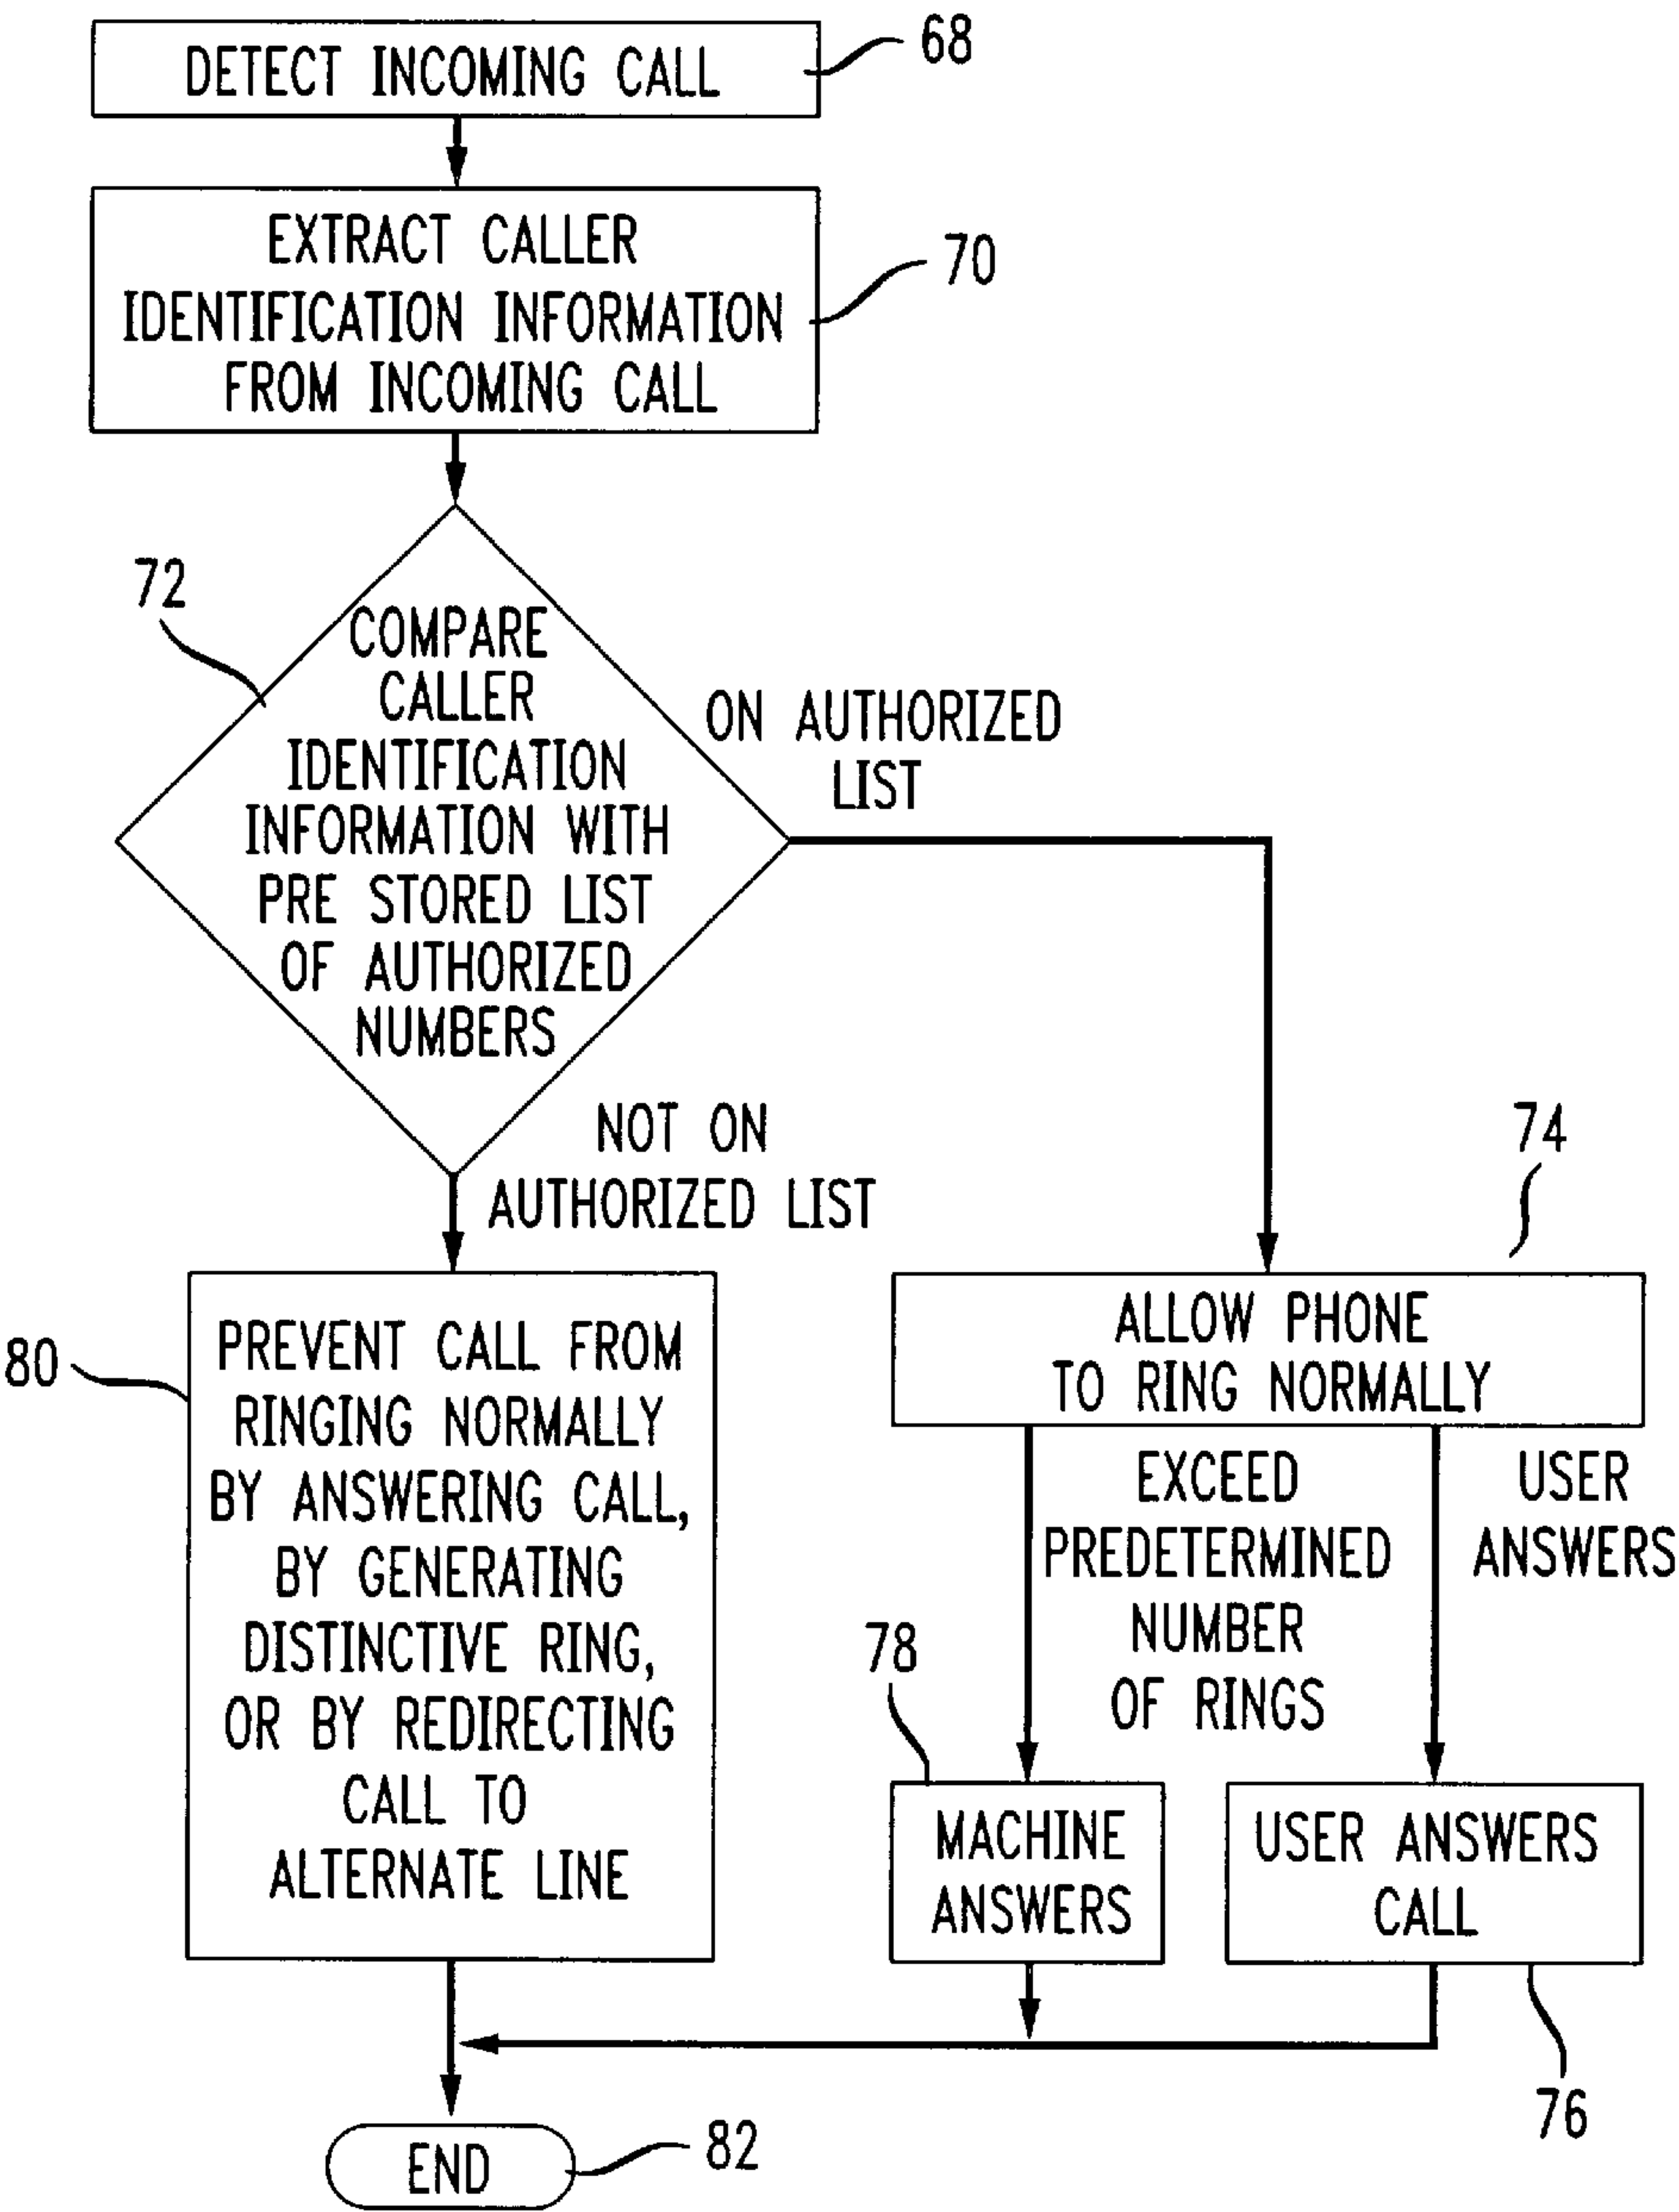 DETECT INCOMING CALL
68
EXTRACT CALLER
IDENTIFICATION INFORMATION
FROM INCOMING CALL
70
72
COMPARE
CALLER
IDENTIFICATION
INFORMATION WITH
PRE STORED LIST
OF AUTHORIZED
NUMBERS
ON AUTHORIZED
LIST
NOT ON
AUTHORIZED LIST
74
80
PREVENT CALL FROM
RINGING NORMALLY
BY ANSWERING CALL,
BY GENERATING
DISTINCTIVE RING,
OR BY REDIRECTING
CALL TO
ALTERNATE LINE
ALLOW PHONE
TO RING NORMALLY
EXCEED
PREDETERMINED
NUMBER
OF RINGS
USER
ANSWERS
78
MACHINE
ANSWERS
USER ANSWERS
CALL
76
END
82